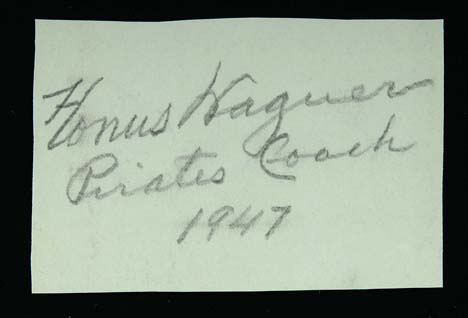 Honus Wagner
Pirates Coach
1947